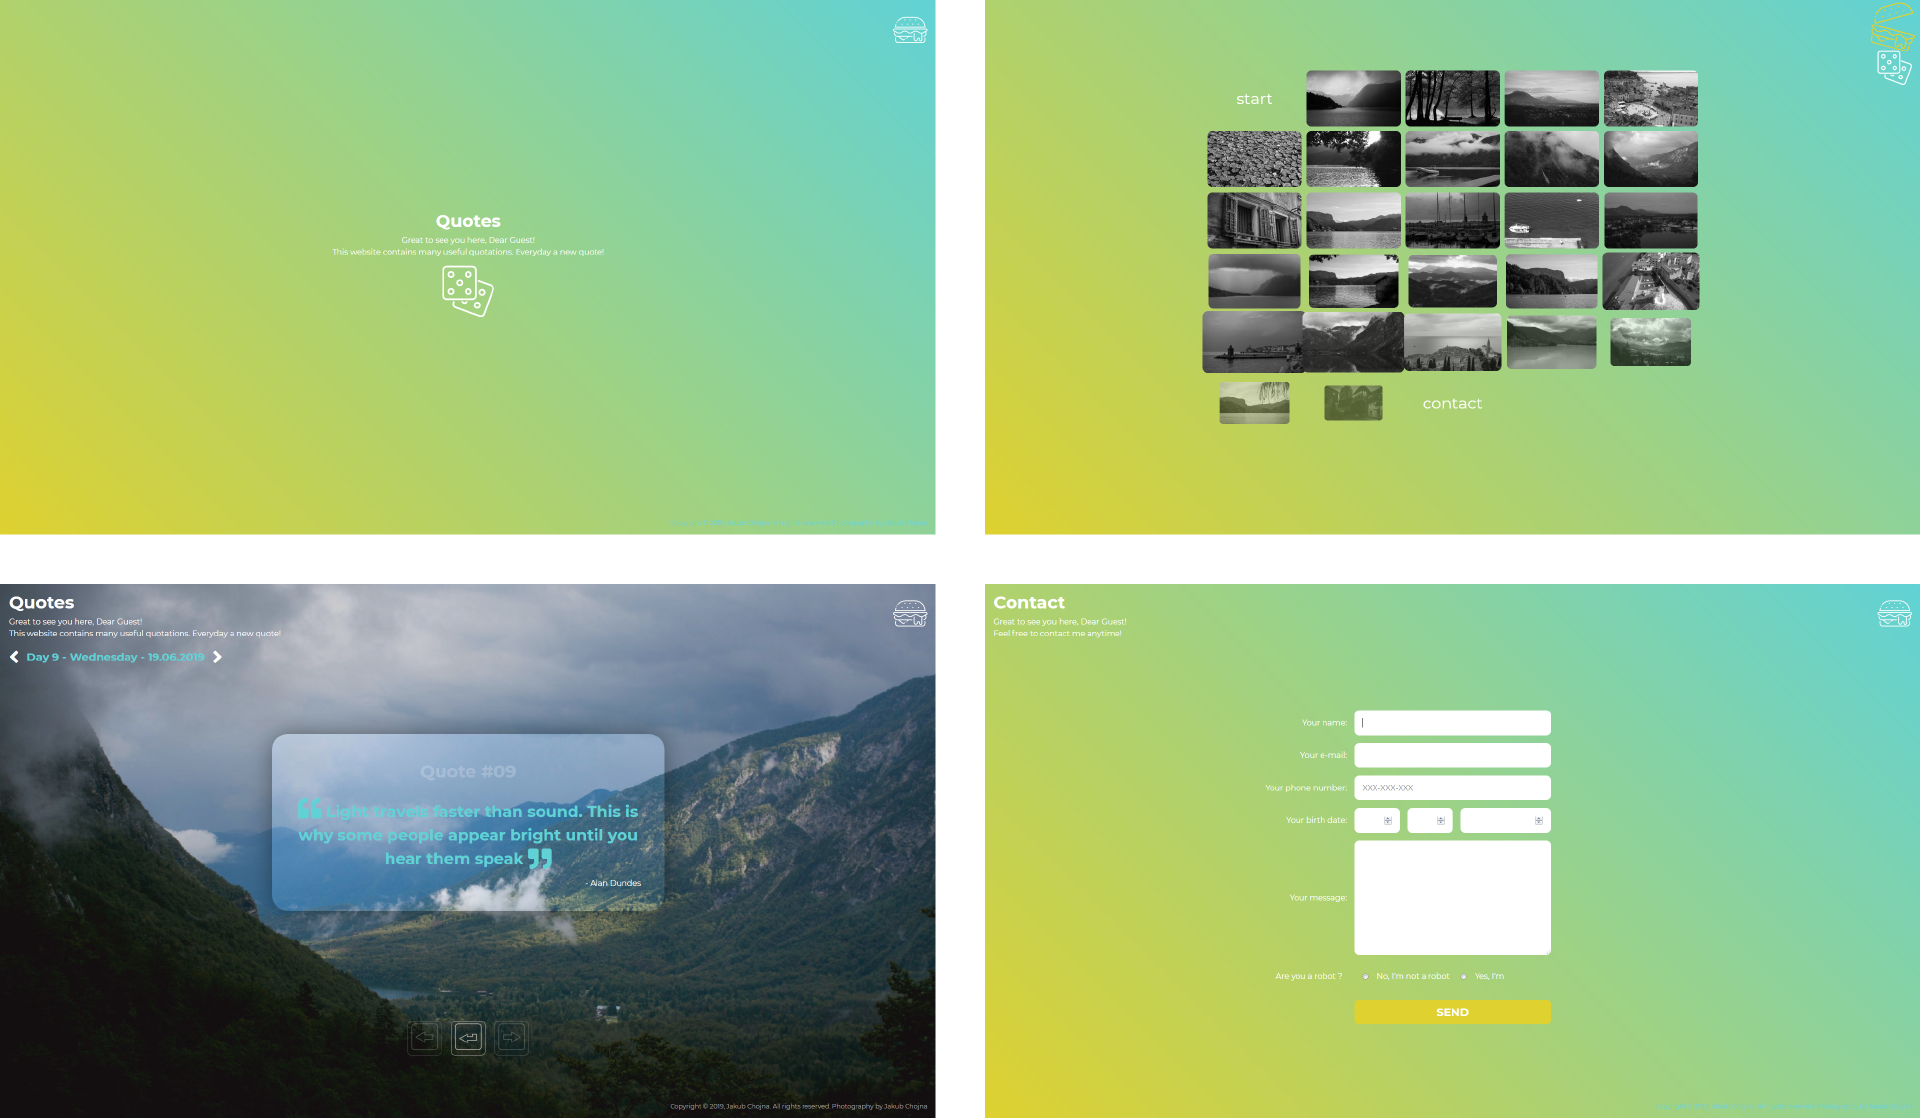 Quotes
Great to see you here, Dear Guest!
This website contains many useful quotations. Everyday a new quote!
start
contact
Quotes
Great to see you here, Dear Guest!
This website contains many useful quotations. Everyday a new quote!
Day 9 - Wednesday - 19.06.2019
Quote #09
Light travels faster than sound. This is
why some people appear bright until you
hear them speak
- Alan Dundes
Copyright © 2019, Jakub Chojna. All rights reserved. Photography by Jakub Chojna
Contact
Great to see you here, Dear Guest!
Feel free to contact me anytime!
Your name:
Your e-mail:
Your phone number: XXX-XXX-XXX
Your birth date:
Your message:
Are you a robot ? No, I'm not a robot Yes, I'm
SEND